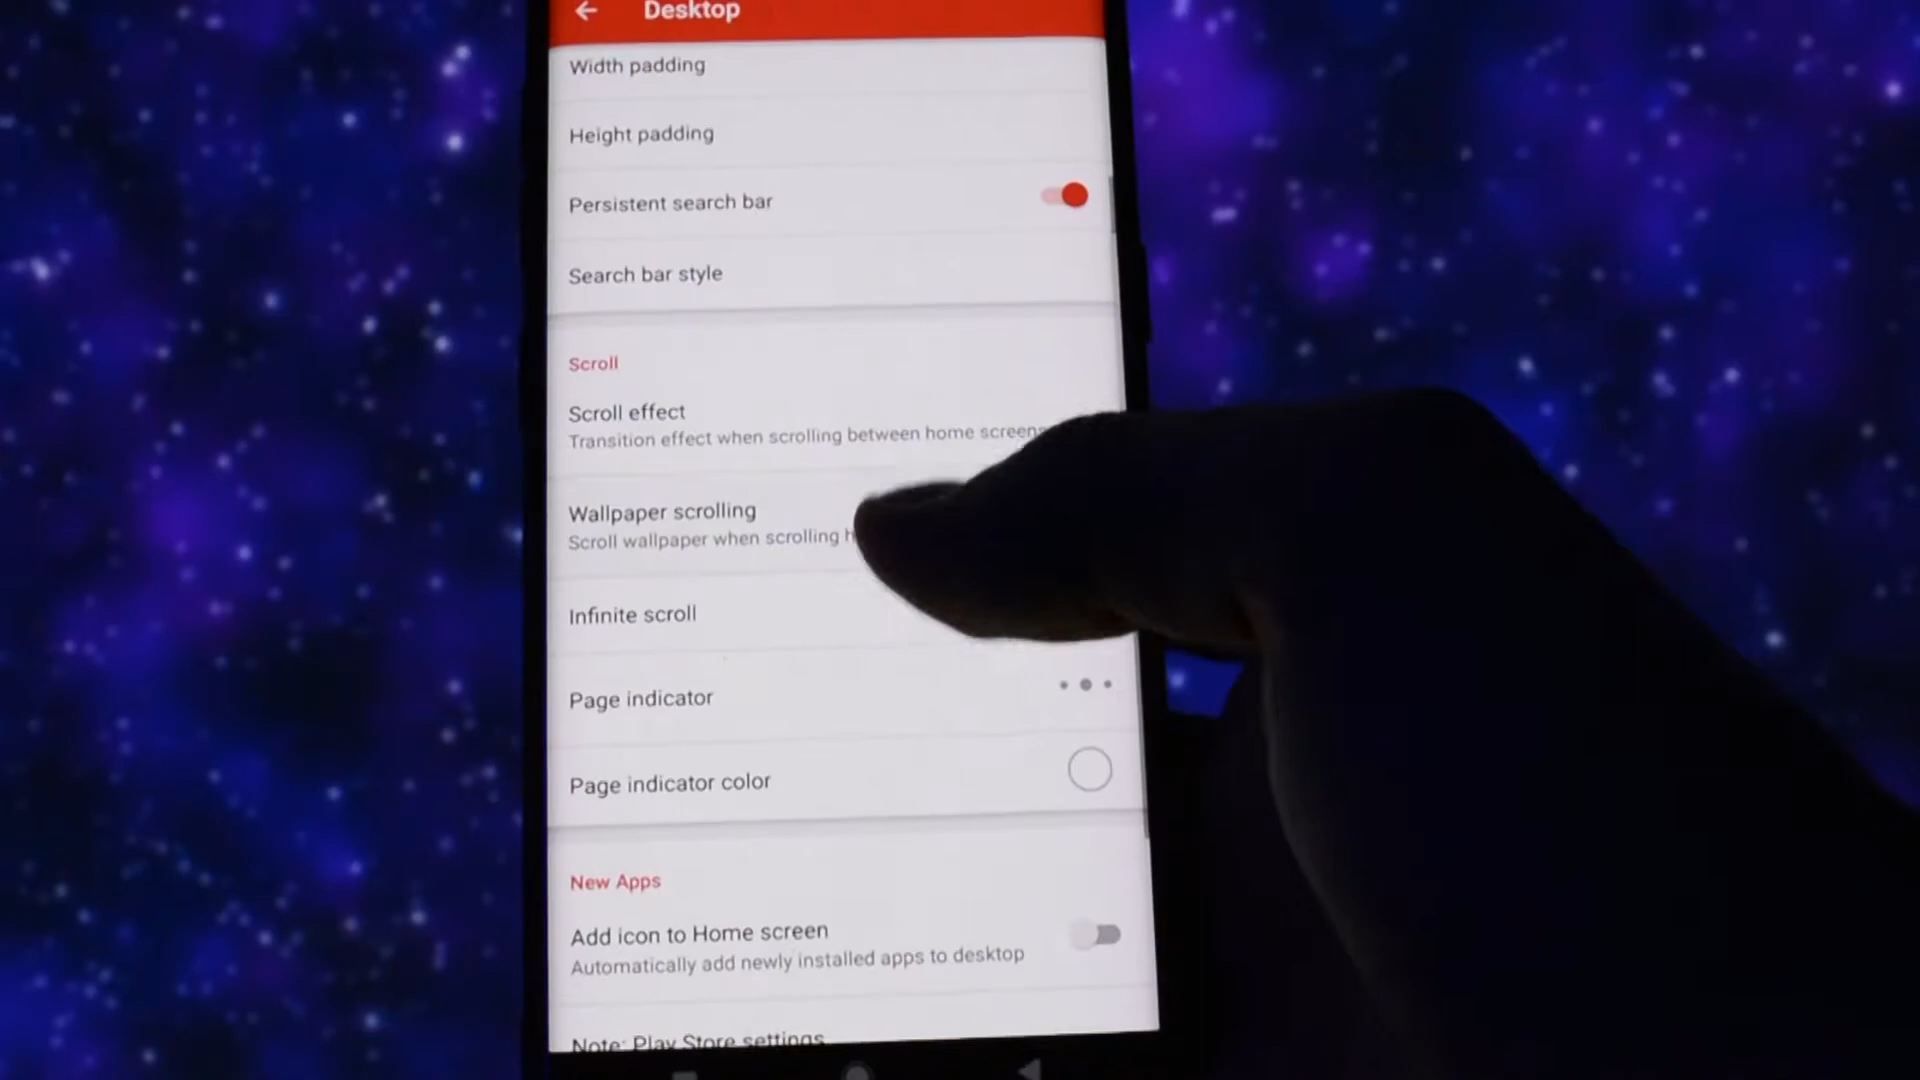 Desktop
Width padding
Height padding
Persistent search bar
Search bar style
Scroll
Scroll effect
Transition effect when scrolling between home screens
Wallpaper scrolling
Scroll wallpaper when scrolling
Infinite scroll
Page indicator
Page indicator color
New Apps
Add icon to Home screen
Automatically add newly installed apps to desktop
Note: Play Store settings